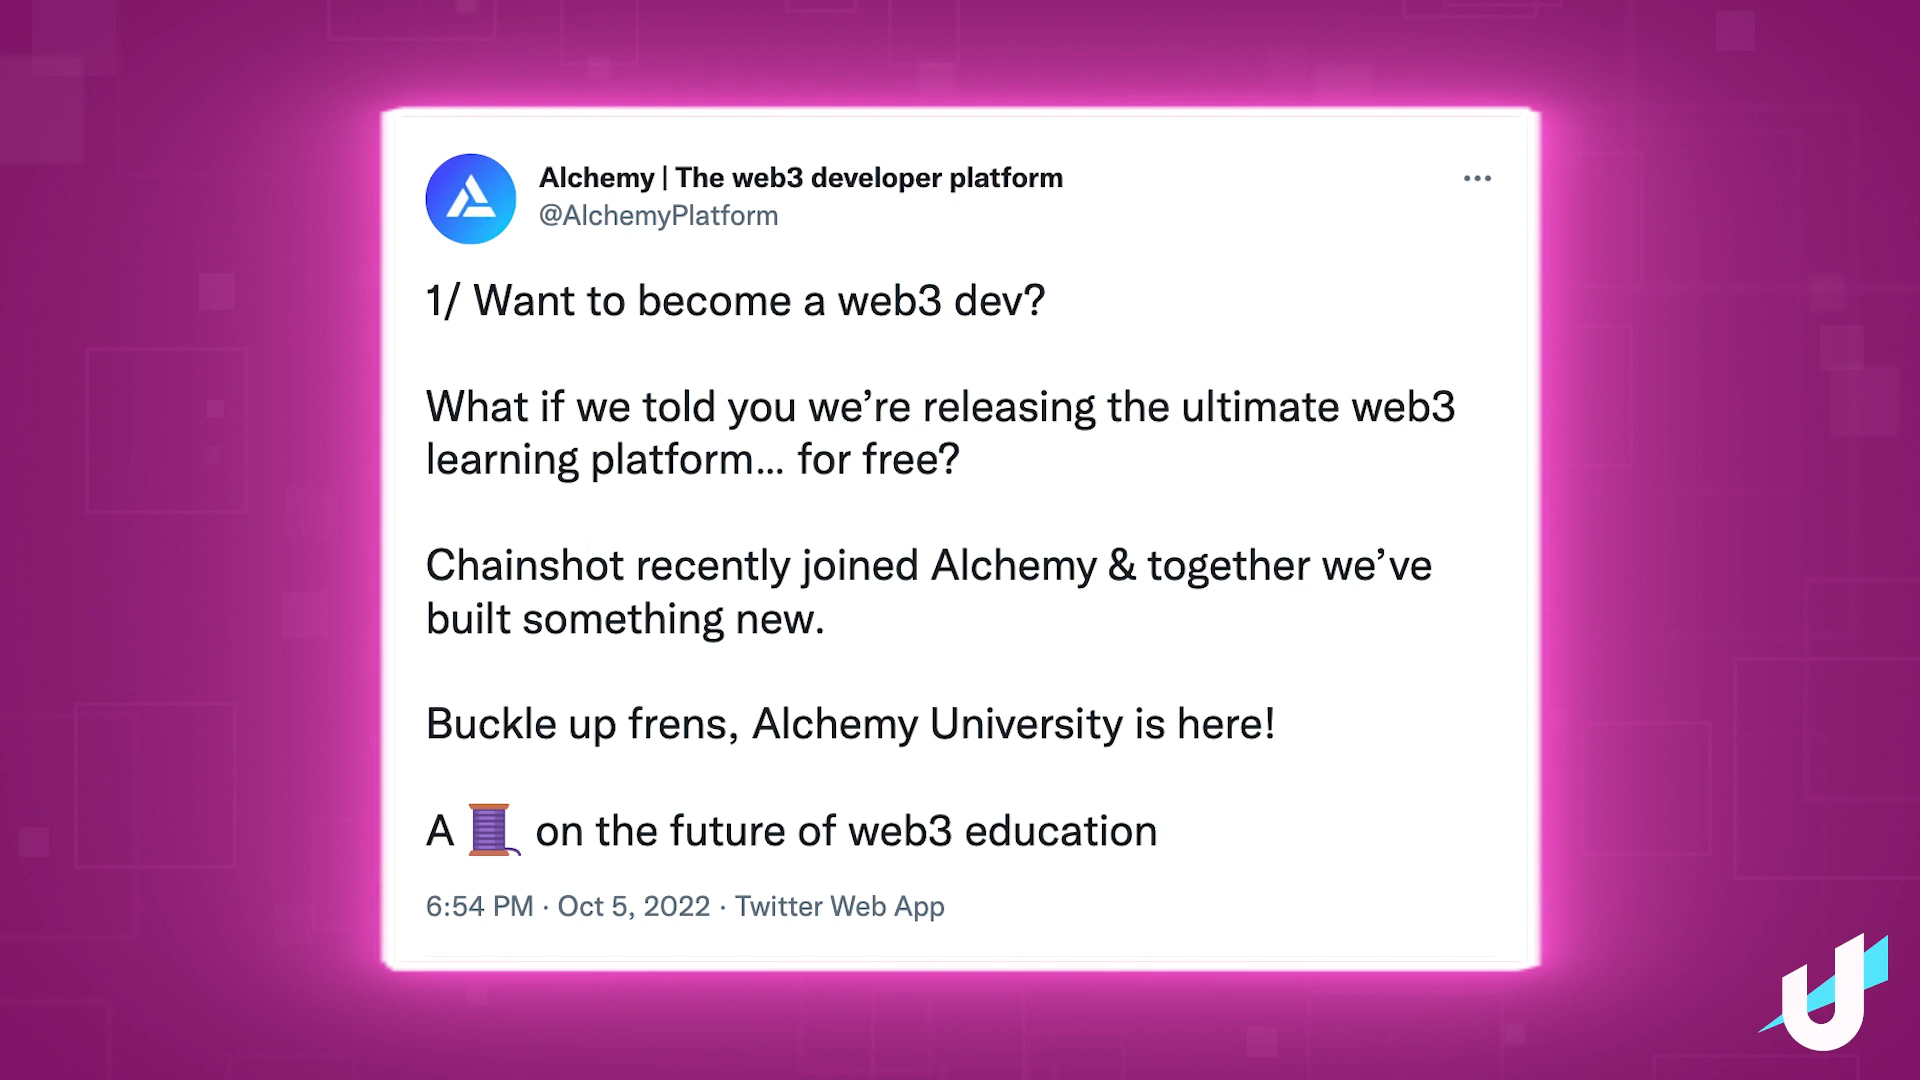 Alchemy | The web3 developer platform
@AlchemyPlatform
1/ Want to become a web3 dev?
What if we told you we’re releasing the ultimate web3
learning platform... for free?
Chainshot recently joined Alchemy & together we’ve
built something new.
Buckle up frens, Alchemy University is here!
A 🧵 on the future of web3 education
6:54 PM · Oct 5, 2022 · Twitter Web App